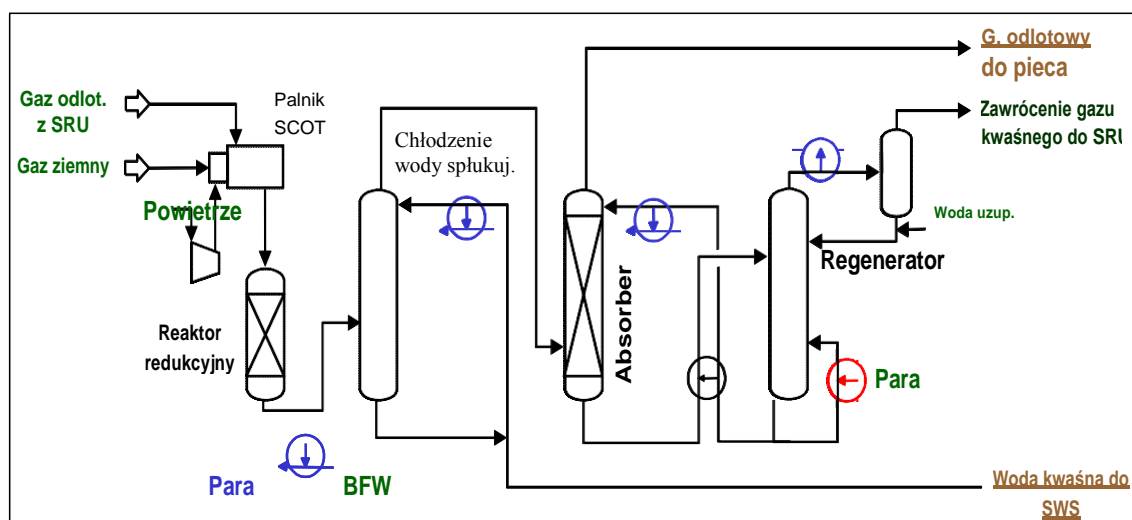 G. odlotowy
do pieca
Gaz odlot.
z SRU
Palnik
SCOT
Zawrócenie gazu
kwaśnego do SRU
Chłodzenie
wody spłukuj.
Gaz ziemny
Powietrze
Woda uzup.
Regenerator
Absorber
Reaktor
redukcyjny
Para
Para
BFW
Woda kwaśna do
SWS